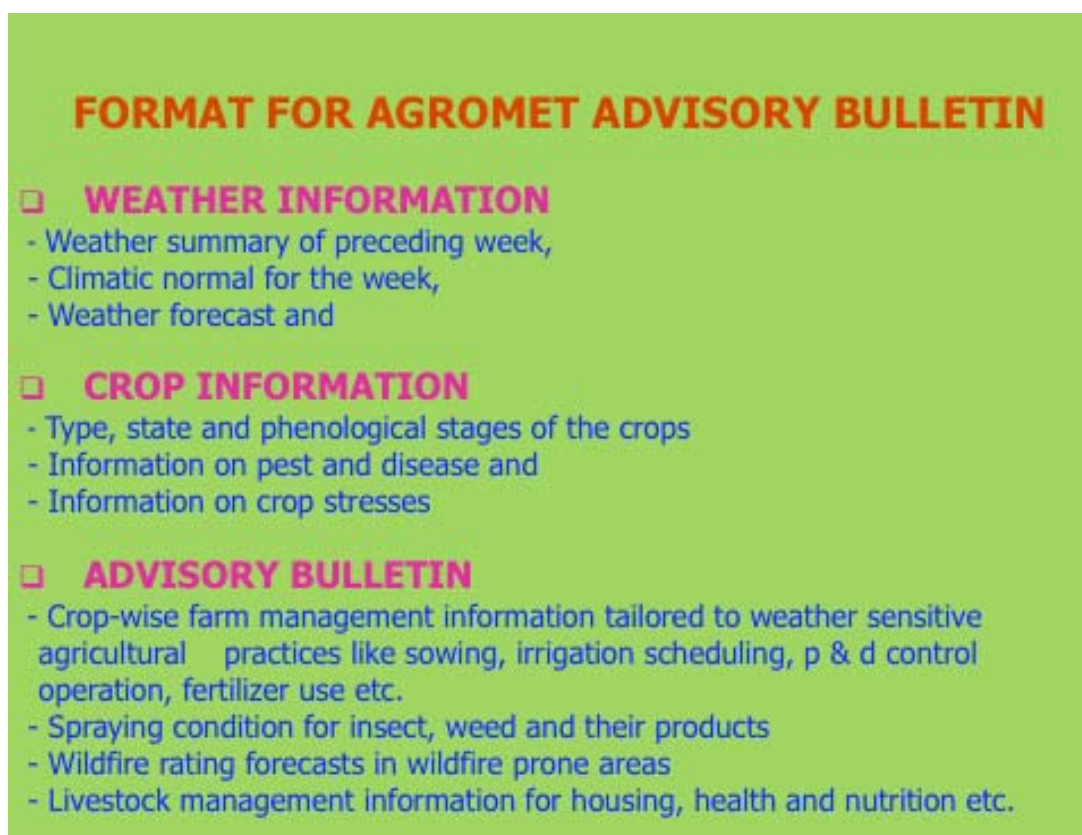 FORMAT FOR AGROMET ADVISORY BULLETIN
❑ WEATHER INFORMATION
- Weather summary of preceding week,
- Climatic normal for the week,
- Weather forecast and
❑ CROP INFORMATION
- Type, state and phenological stages of the crops
- Information on pest and disease and
- Information on crop stresses
❑ ADVISORY BULLETIN
- Crop-wise farm management information tailored to weather sensitive
agricultural practices like sowing, irrigation scheduling, p & d control
operation, fertilizer use etc.
- Spraying condition for insect, weed and their products
- Wildfire rating forecasts in wildfire prone areas
- Livestock management information for housing, health and nutrition etc.